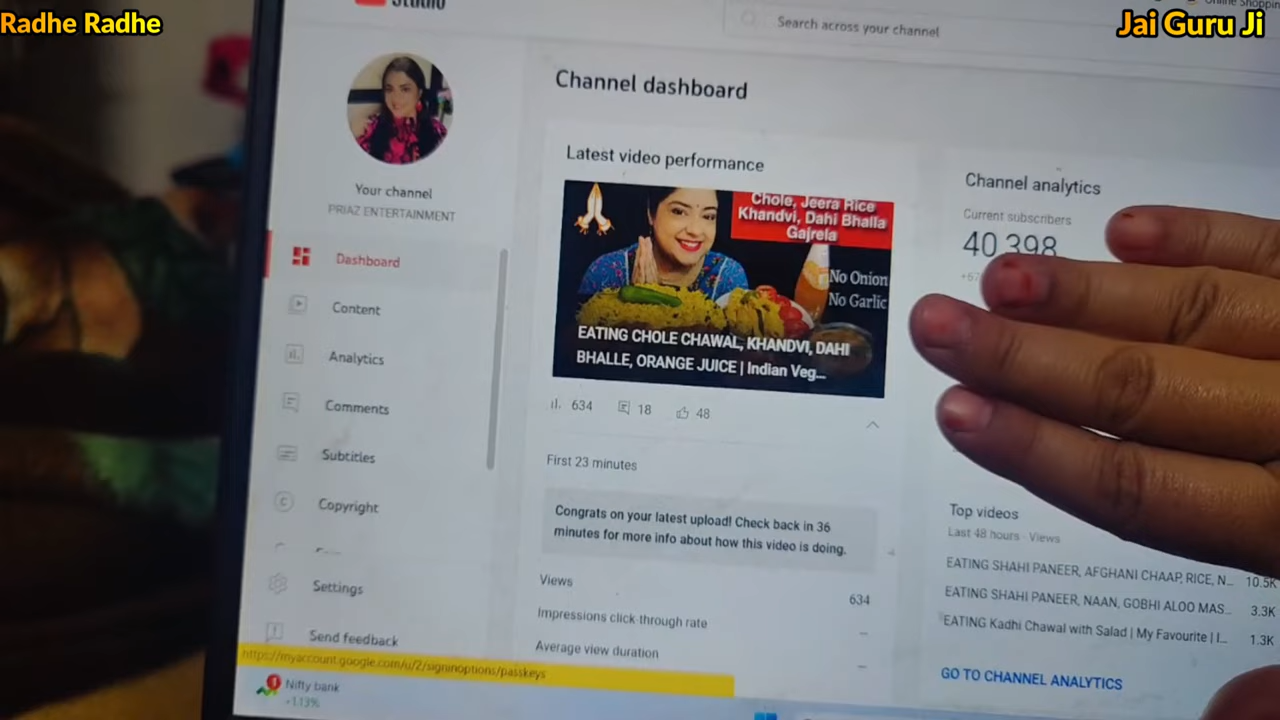 Radhe Radhe
Jai Guru Ji
Studio
Search across your channel
Online Shoppin
Channel dashboard
Your channel
PRIAZ ENTERTAINMENT
Dashboard
Content
Analytics
Comments
Subtitles
Copyright
Settings
Send feedback
https://myaccount.google.com/u/2/signinoptions/passkeys
Nifty bank
+1.13%
Latest video performance
Chole, Jeera Rice
Khandvi, Dahi Bhalla
Gajrela
No Onion
No Garlic
EATING CHOLE CHAWAL, KHANDVI, DAHI
BHALLE, ORANGE JUICE | Indian Veg...
634 18 48
First 23 minutes
Congrats on your latest upload! Check back in 36
minutes for more info about how this video is doing.
Views 634
Impressions click-through rate –
Average view duration –
Channel analytics
Current subscribers
40,398
Top videos
Last 48 hours · Views
EATING SHAHI PANEER, AFGHANI CHAAP, RICE, N... 10.5K
EATING SHAHI PANEER, NAAN, GOBHI ALOO MAS... 3.3K
EATING Kadhi Chawal with Salad | My Favourite | I... 1.3K
GO TO CHANNEL ANALYTICS